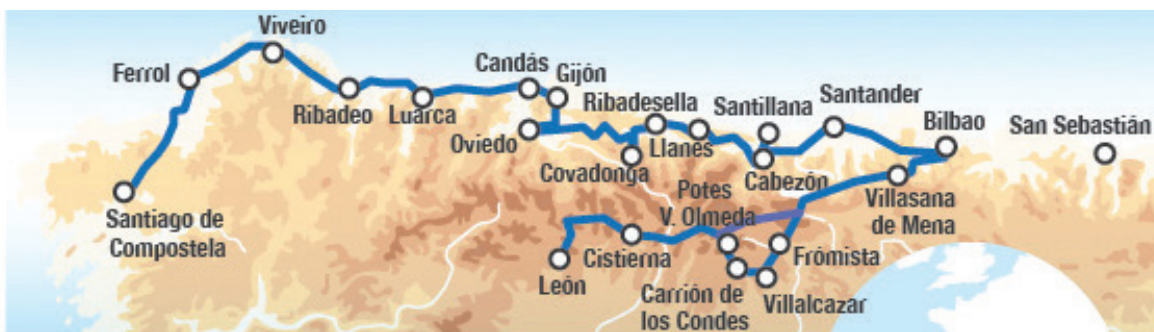 Viveiro
Ferrol
Candás
Gijón
Ribadeo
Luarca
Ribadesella
Santillana
Santander
Bilbao
San Sebastián
Oviedo
Llanes
Covadonga
Cabezón
Potes
Villasana
de Mena
V. Olmeda
Santiago de
Compostela
Cistierna
León
Frómista
Carrión de
los Condes
Villalcazar